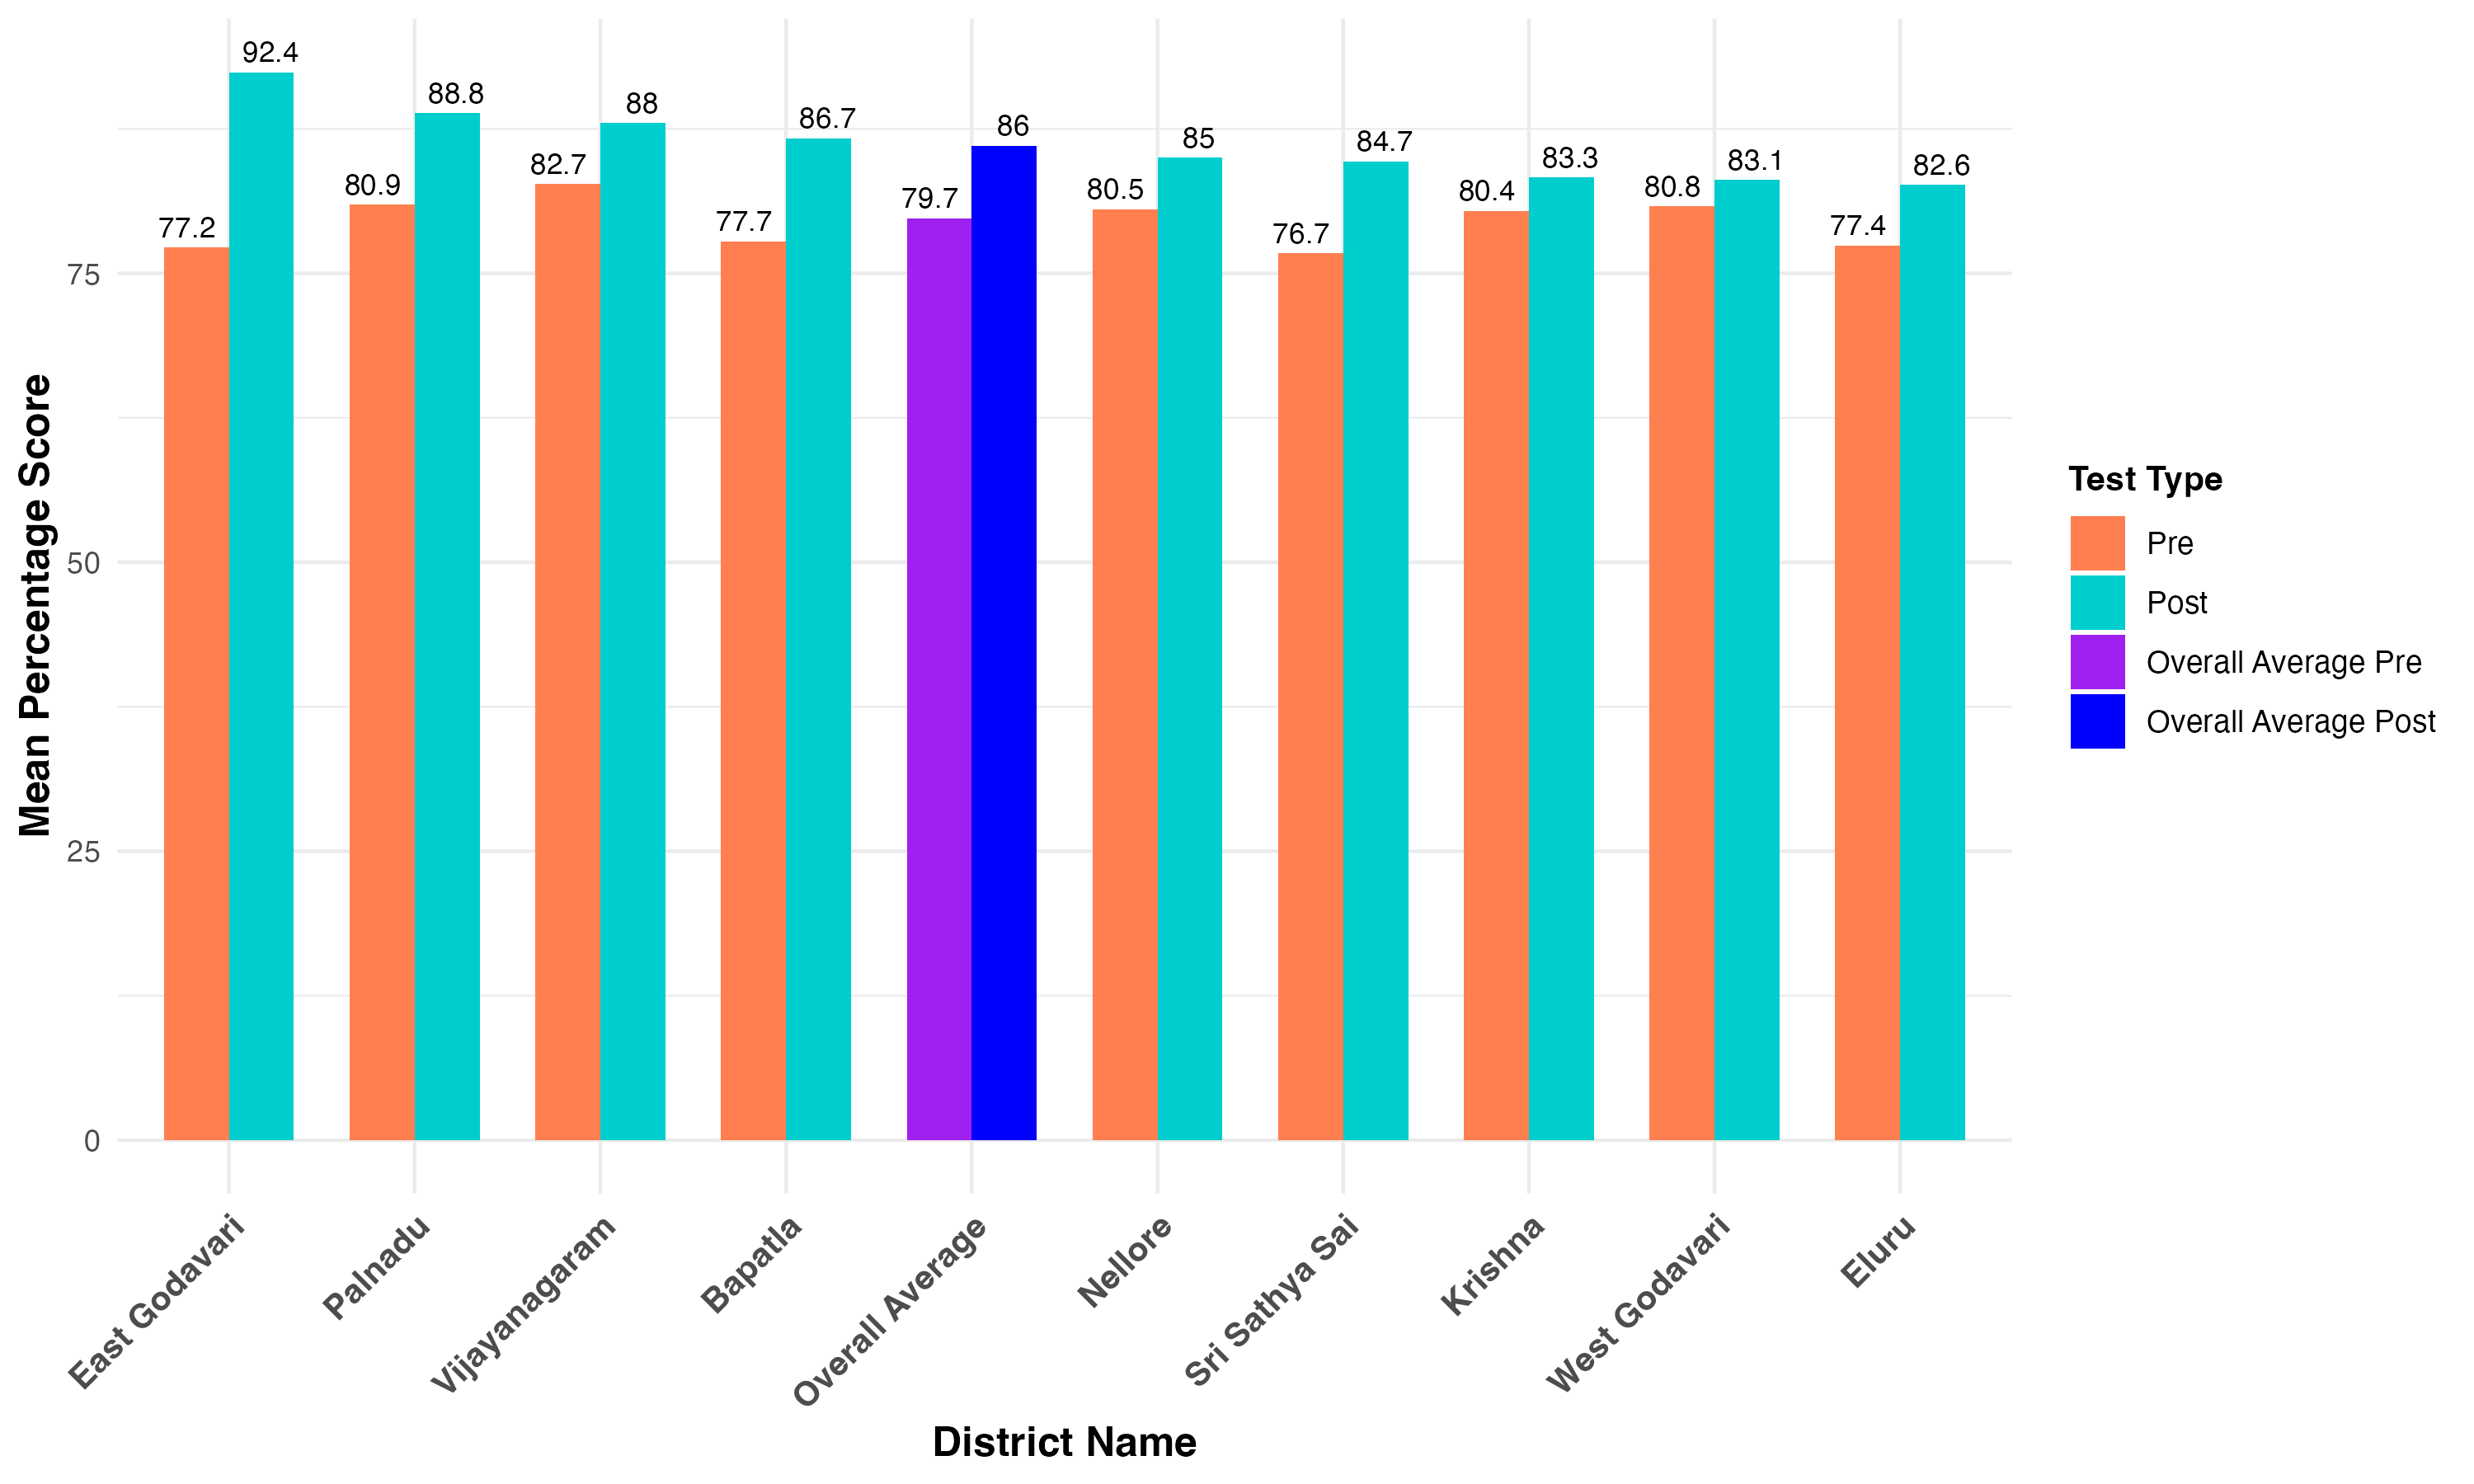 92.4
88.8
88
86.7
86
85
84.7
83.3
83.1
82.6
77.2
80.9
82.7
77.7
79.7
80.5
76.7
80.4
80.8
77.4
75
50
25
0
Mean Percentage Score
East Godavari
Palnadu
Vijayanagaram
Bapatla
Overall Average
Nellore
Sri Sathya Sai
Krishna
West Godavari
Eluru
District Name
Test Type
Pre
Post
Overall Average Pre
Overall Average Post